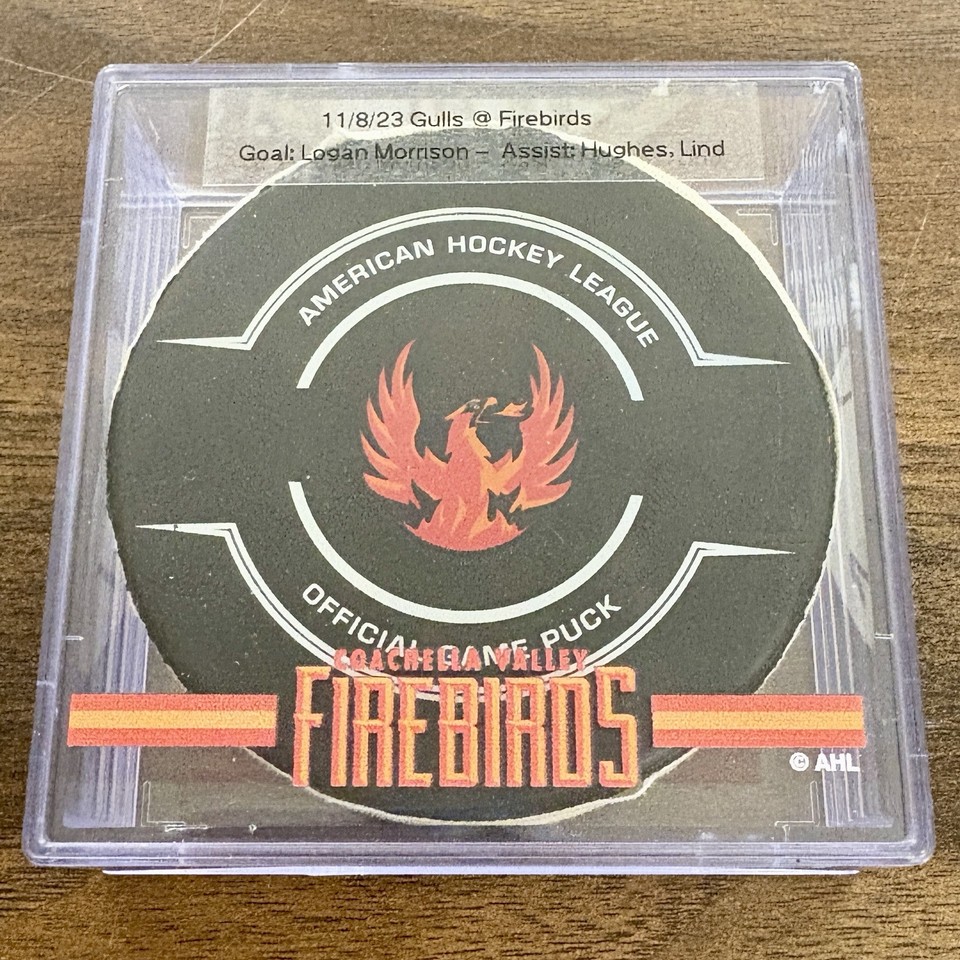 11/8/23 Gulls @ Firebirds
Goal: Logan Morrison – Assist: Hughes, Lind
AMERICAN HOCKEY LEAGUE
OFFICIAL GAME PUCK
COACHELLA VALLEY
FIREBIRDS
© AHL